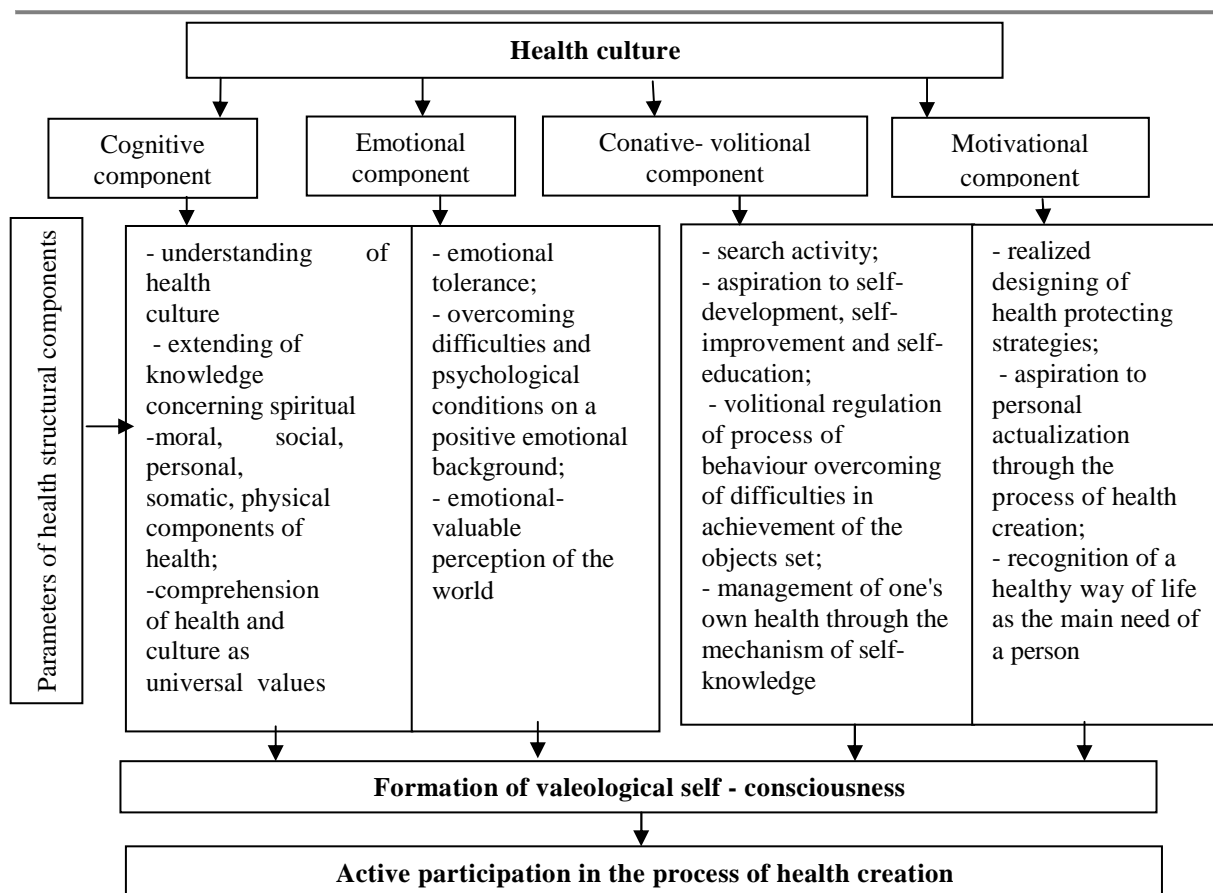 Health culture
Cognitive
component
Emotional
component
Conative- volitional
component
Motivational
component
Parameters of health structural components
- understanding of
health
culture
- extending of
knowledge
concerning spiritual
-moral, social,
personal,
somatic, physical
components of
health;
-comprehension
of health and
culture as
universal values
- emotional
tolerance;
- overcoming
difficulties and
psychological
conditions on a
positive emotional
background;
- emotional-
valuable
perception of the
world
- search activity;
- aspiration to self-
development, self-
improvement and self-
education;
- volitional regulation
of process of
behaviour overcoming
of difficulties in
achievement of the
objects set;
- management of one's
own health through the
mechanism of self-
knowledge
- realized
designing of
health protecting
strategies;
- aspiration to
personal
actualization
through the
process of health
creation;
- recognition of a
healthy way of life
as the main need of
a person
Formation of valeological self - consciousness
Active participation in the process of health creation